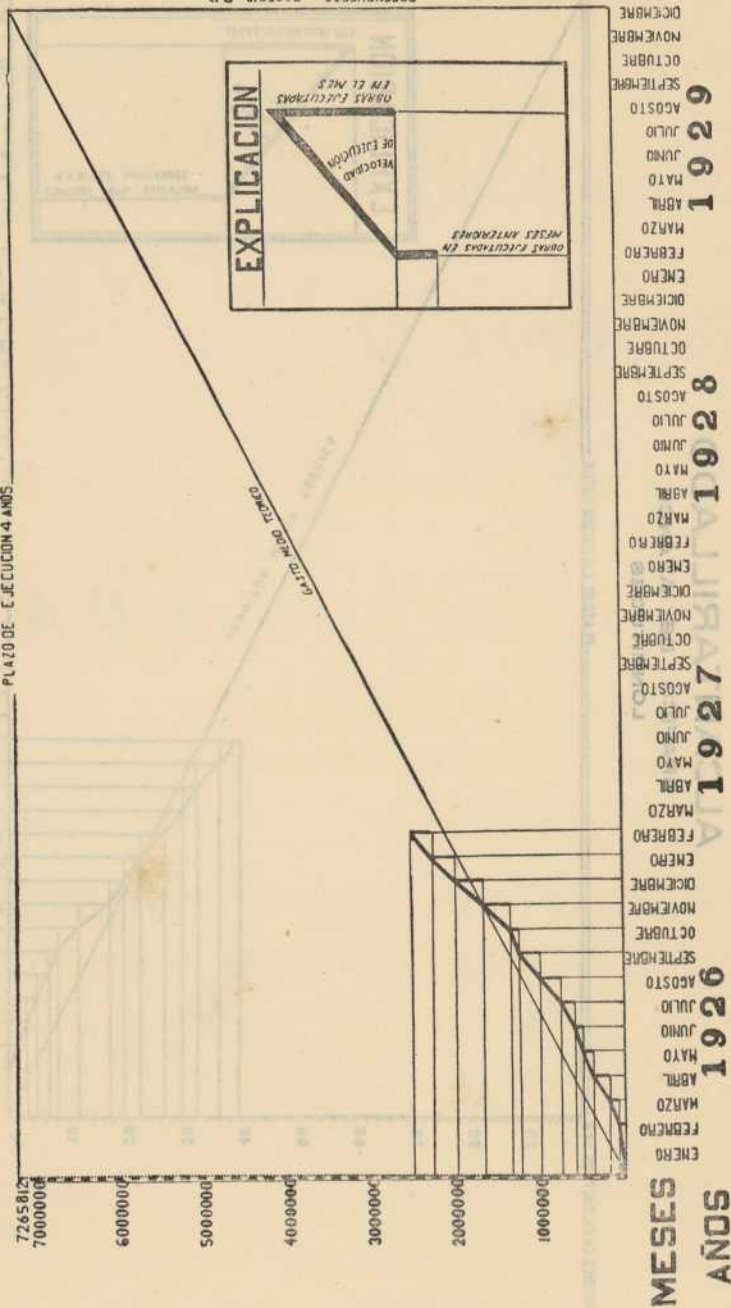 PLAZO DE EJECUCION 4 AÑOS
7265812
7000000
6000000
5000000
4000000
3000000
2000000
1000000
GASTO MEDIO TEORICO
EXPLICACION
OBRAS EJECUTADAS EN
MESES ANTERIORES
VELOCIDAD
DE EJECUCIÓN
OBRAS EJECUTADAS
EN EL MES
MESES
ENERO
FEBRERO
MARZO
ABRIL
MAYO
JUNIO
JULIO
AGOSTO
SEPTIEMBRE
OCTUBRE
NOVIEMBRE
DICIEMBRE
ENERO
FEBRERO
MARZO
ABRIL
MAYO
JUNIO
JULIO
AGOSTO
SEPTIEMBRE
OCTUBRE
NOVIEMBRE
DICIEMBRE
ENERO
FEBRERO
MARZO
ABRIL
MAYO
JUNIO
JULIO
AGOSTO
SEPTIEMBRE
OCTUBRE
NOVIEMBRE
DICIEMBRE
ENERO
FEBRERO
MARZO
ABRIL
MAYO
JUNIO
JULIO
AGOSTO
SEPTIEMBRE
OCTUBRE
NOVIEMBRE
DICIEMBRE
AÑOS 1926 1927 1928 1929